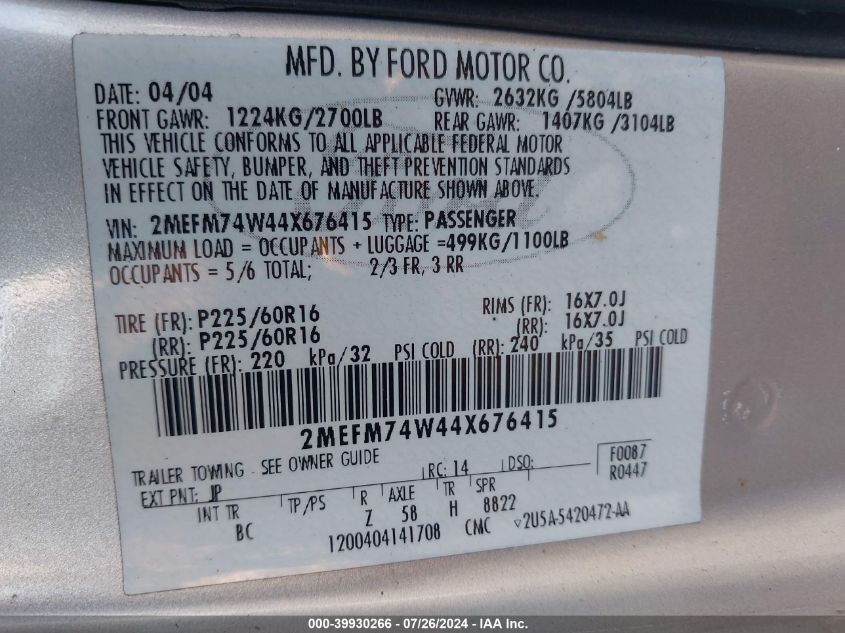 MFD. BY FORD MOTOR CO.
DATE: 04/04 GVWR: 2632KG /5804LB
FRONT GAWR: 1224KG/2700LB REAR GAWR: 1407KG /3104LB
THIS VEHICLE CONFORMS TO ALL APPLICABLE FEDERAL MOTOR
VEHICLE SAFETY, BUMPER, AND THEFT PREVENTION STANDARDS
IN EFFECT ON THE DATE OF MANUFACTURE SHOWN ABOVE.
VIN: 2MEFM74W44X676415 TYPE: PASSENGER
MAXIMUM LOAD = OCCUPANTS + LUGGAGE =499KG/1100LB
OCCUPANTS = 5/6 TOTAL; 2/3 FR, 3 RR
TIRE (FR): P225/60R16 RIMS (FR): 16X7.0J
(RR): P225/60R16 (RR): 16X7.0J
PRESSURE (FR): 220 kPa/32 PSI COLD (RR): 240 kPa/35 PSI COLD
2MEFM74W44X676415
TRAILER TOWING - SEE OWNER GUIDE RC: 14 DSO: F0087
EXT PNT: JP R0447
INT TR TP/PS R AXLE TR SPR
BC Z 58 H 8822
1200404141708 CMC ▽2U5A-5420472-AA
000-39930266 / 07/26/2024 - IAA Inc.